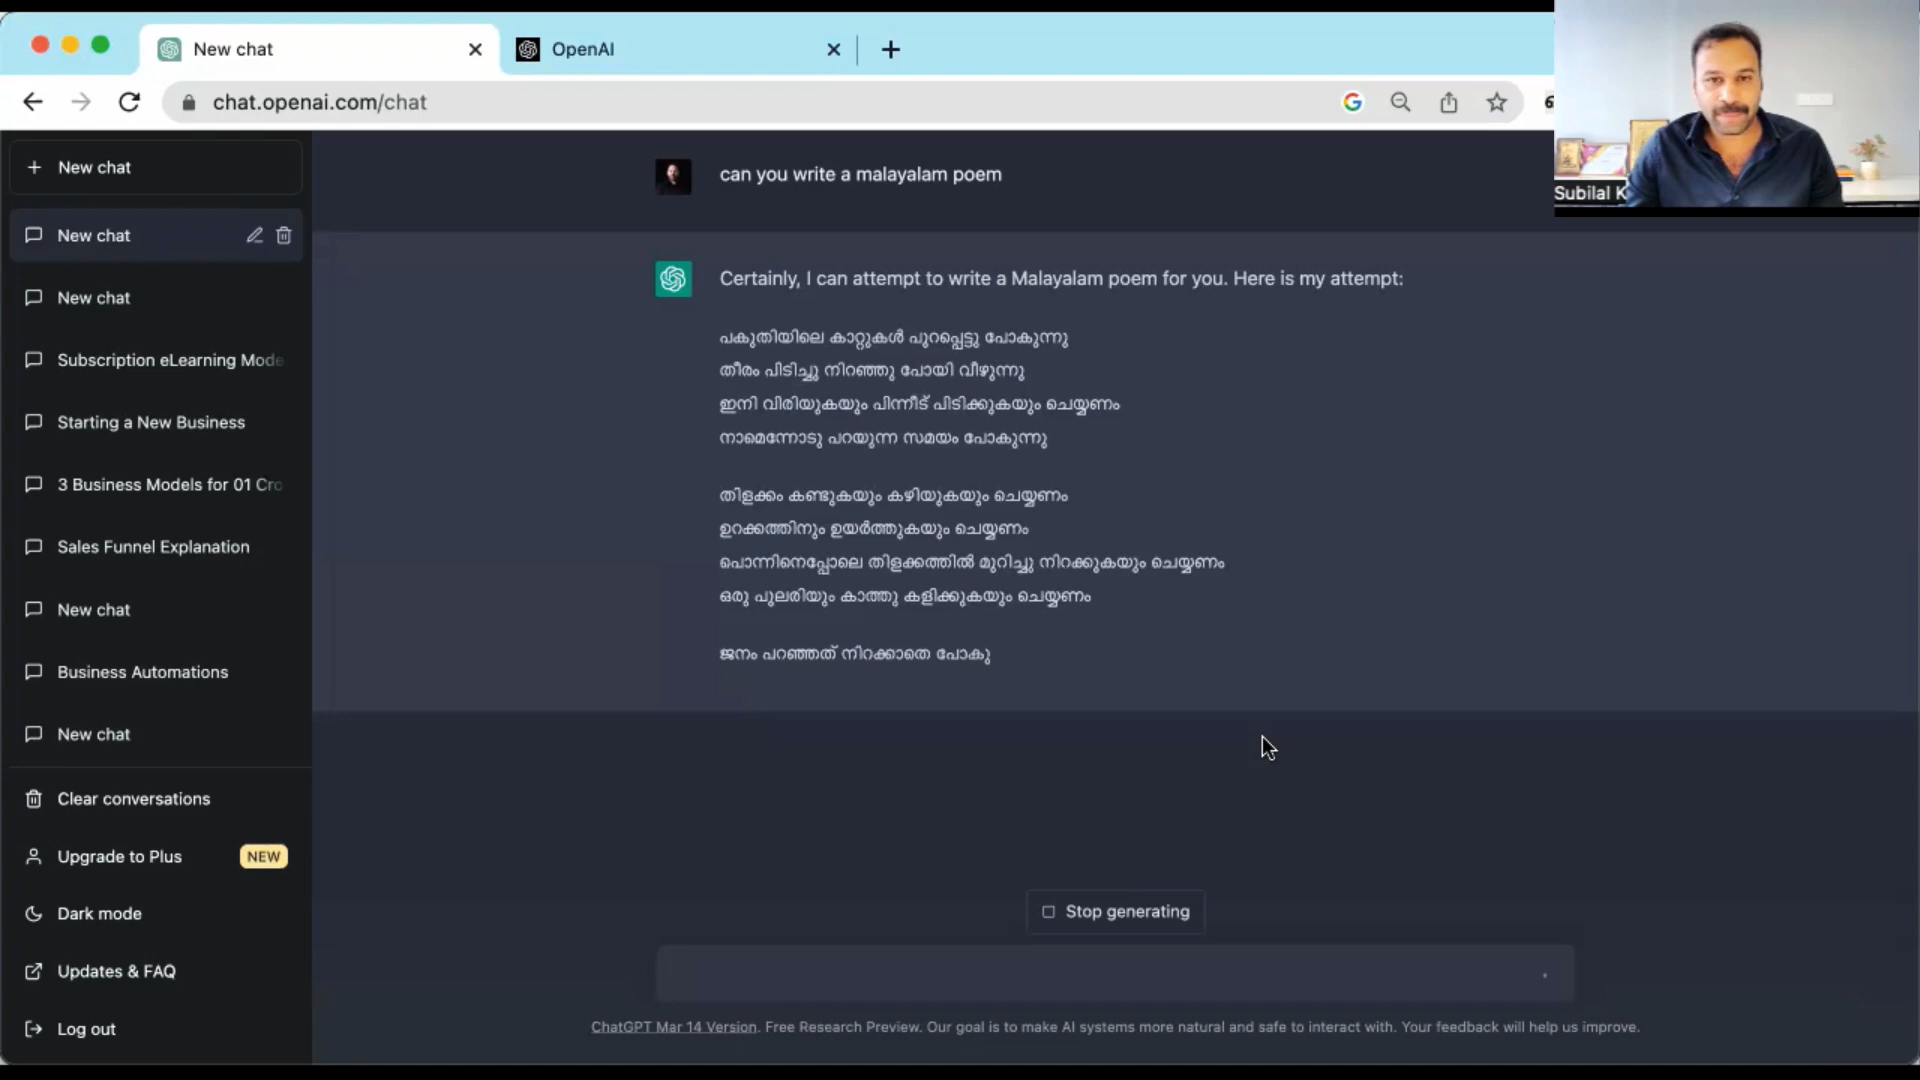 New chat
OpenAI
chat.openai.com/chat
Subilal K
New chat
New chat
New chat
Subscription eLearning Mode
Starting a New Business
3 Business Models for 01 Cro
Sales Funnel Explanation
New chat
Business Automations
New chat
Clear conversations
Upgrade to Plus NEW
Dark mode
Updates & FAQ
Log out
can you write a malayalam poem
Certainly, I can attempt to write a Malayalam poem for you. Here is my attempt:
പകുതിയിലെ കാറ്റുകൾ പുറപ്പെട്ടു പോകുന്നു
തീരം പിടിച്ചു നിറഞ്ഞു പോയി വീഴുന്നു
ഇനി വിരിയുകയും പിന്നീട് പിടിക്കുകയും ചെയ്യണം
നാമെന്നോടു പറയുന്ന സമയം പോകുന്നു
തിളക്കം കണ്ടുകയും കഴിയുകയും ചെയ്യണം
ഉറക്കത്തിനും ഉയർത്തുകയും ചെയ്യണം
പൊന്നിനെപ്പോലെ തിളക്കത്തിൽ മുറിച്ചു നിറക്കുകയും ചെയ്യണം
ഒരു പുലരിയും കാത്തു കളിക്കുകയും ചെയ്യണം
ജനം പറഞ്ഞത് നിറക്കാതെ പോകു
Stop generating
ChatGPT Mar 14 Version. Free Research Preview. Our goal is to make AI systems more natural and safe to interact with. Your feedback will help us improve.